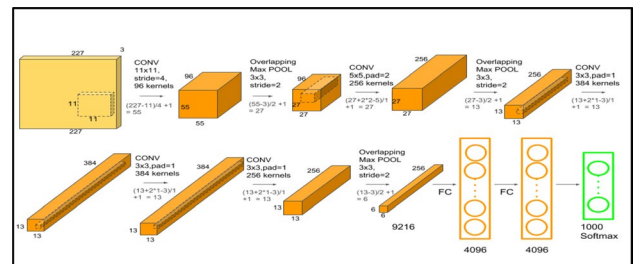 227
3
11
11
227
CONV
11x11,
stride=4,
96 kernels
(227-11)/4 +1
= 55
96
55
55
Overlapping
Max POOL
3x3,
stride=2
(55-3)/2 +1
= 27
96
27
27
CONV
5x5,pad=2
256 kernels
(27+2*2-5)/1
+1 = 27
256
27
27
Overlapping
Max POOL
3x3,
stride=2
(27-3)/2 +1
= 13
256
13
13
CONV
3x3,pad=1
384 kernels
(13+2*1-3)/1
+1 = 13
384
13
13
CONV
3x3,pad=1
384 kernels
(13+2*1-3)/1
+1 = 13
384
13
13
CONV
3x3,pad=1
256 kernels
(13+2*1-3)/1
+1 = 13
256
13
13
Overlapping
Max POOL
3x3,
stride=2
(13-3)/2 +1
= 6
256
6
6
9216
FC
4096
FC
4096
1000
Softmax